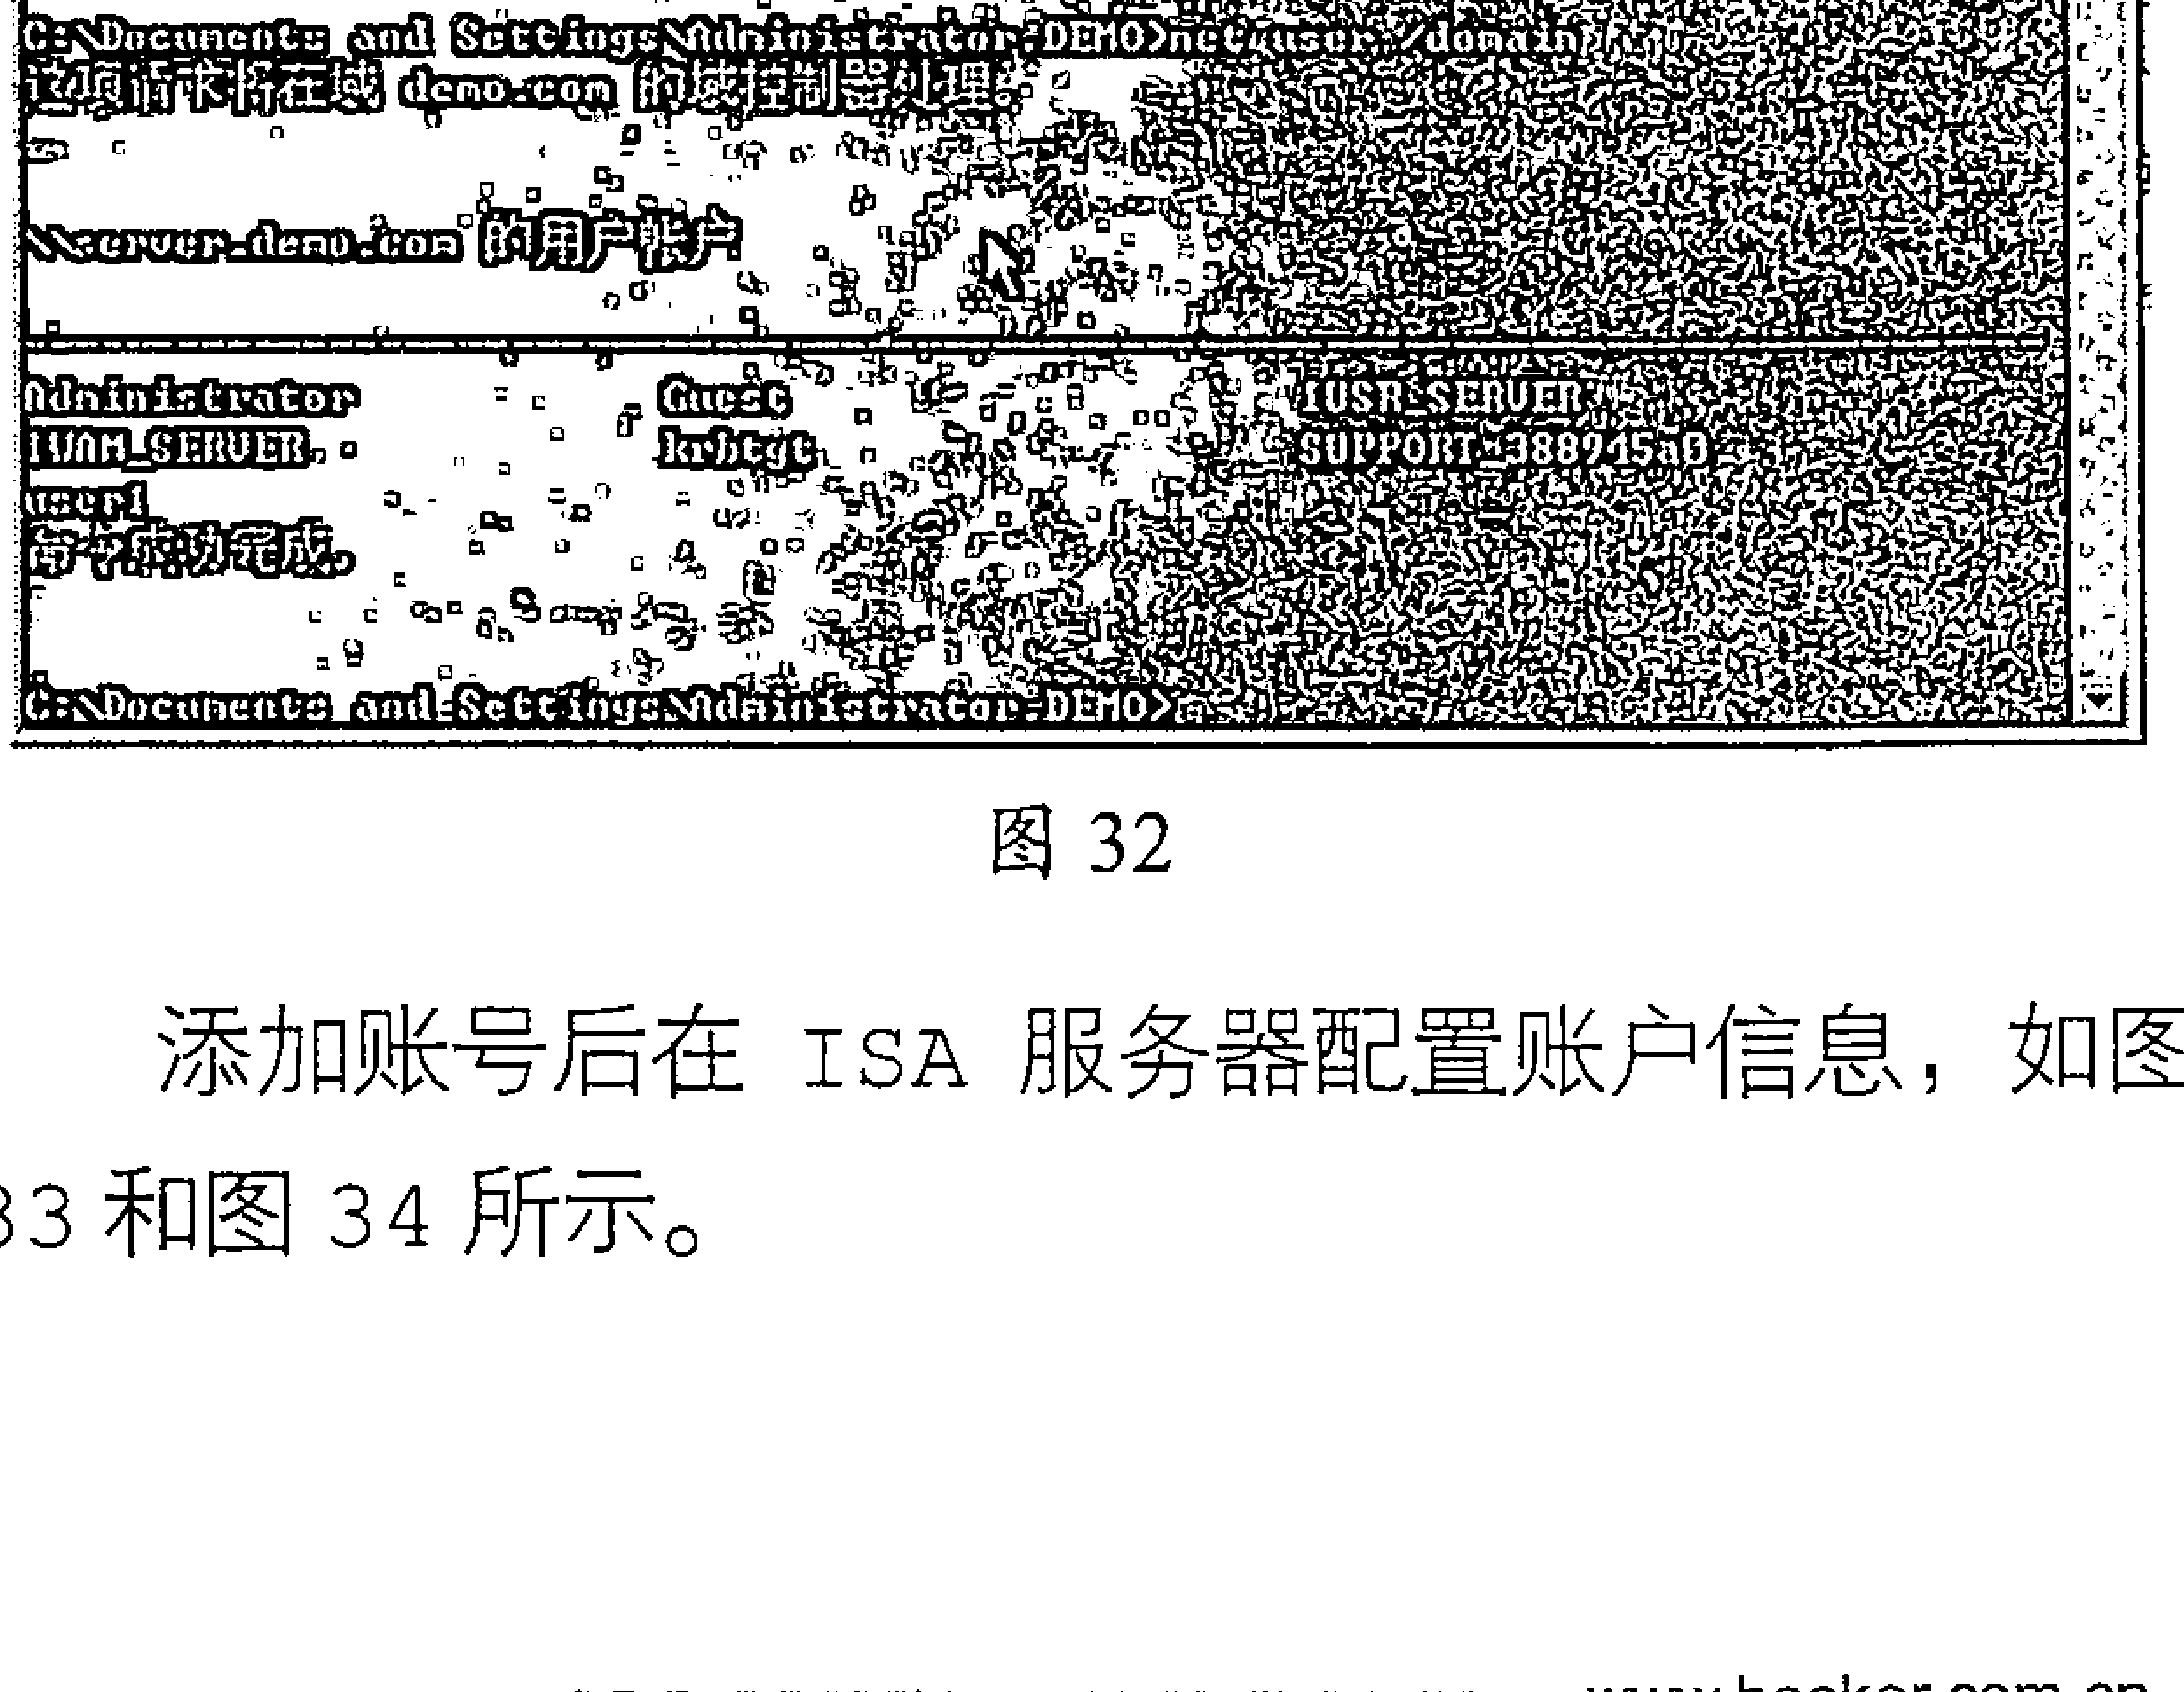 C:\Documents and Settings\Administrator.DEMO>net user /domain
这项请求将在域 demo.com 的域控制器处理。
\\server.demo.com 的用户帐户
Administrator Guest IUSR_SERVER
IWAM_SERVER krbtgt SUPPORT_388945a0
user1
命令成功完成。
C:\Documents and Settings\Administrator.DEMO>
图 32
添加账号后在 ISA 服务器配置账户信息，如图
33 和图 34 所示。
www.hacker.com.cn